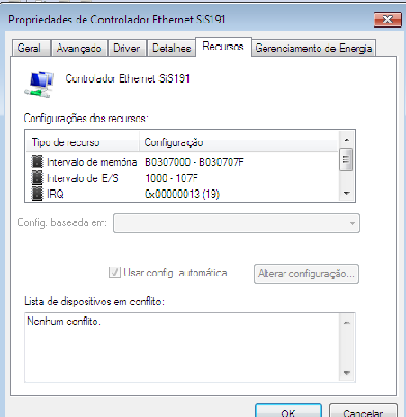 Propriedades de Controlador Ethernet SiS191
Geral Avançado Driver Detalhes Recursos Gerenciamento de Energia
Controlador Ethernet SiS191
Configurações dos recursos:
Tipo de recurso Configuração
Intervalo de memória B0307000 - B030707F
Intervalo de E/S 1000 - 107F
IRQ 0x00000013 (19)
Config. baseada em:
Usar config. automática
Alterar configuração...
Lista de dispositivos em conflito:
Nenhum conflito.
OK Cancelar